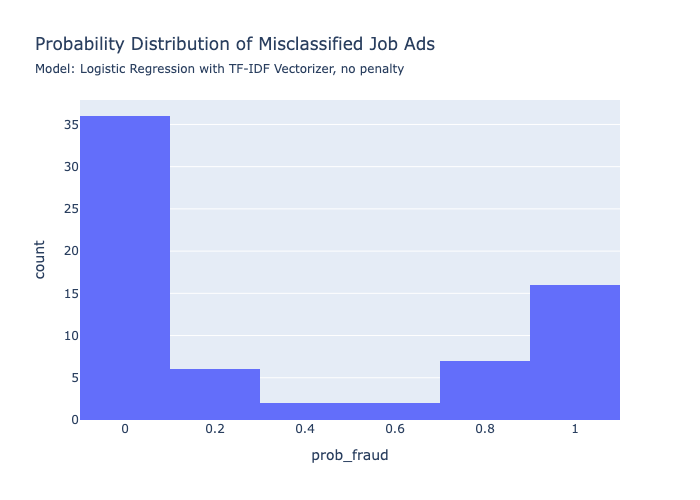 Probability Distribution of Misclassified Job Ads
Model: Logistic Regression with TF-IDF Vectorizer, no penalty
35
30
25
20
15
10
5
0
count
0 0.2 0.4 0.6 0.8 1
prob_fraud